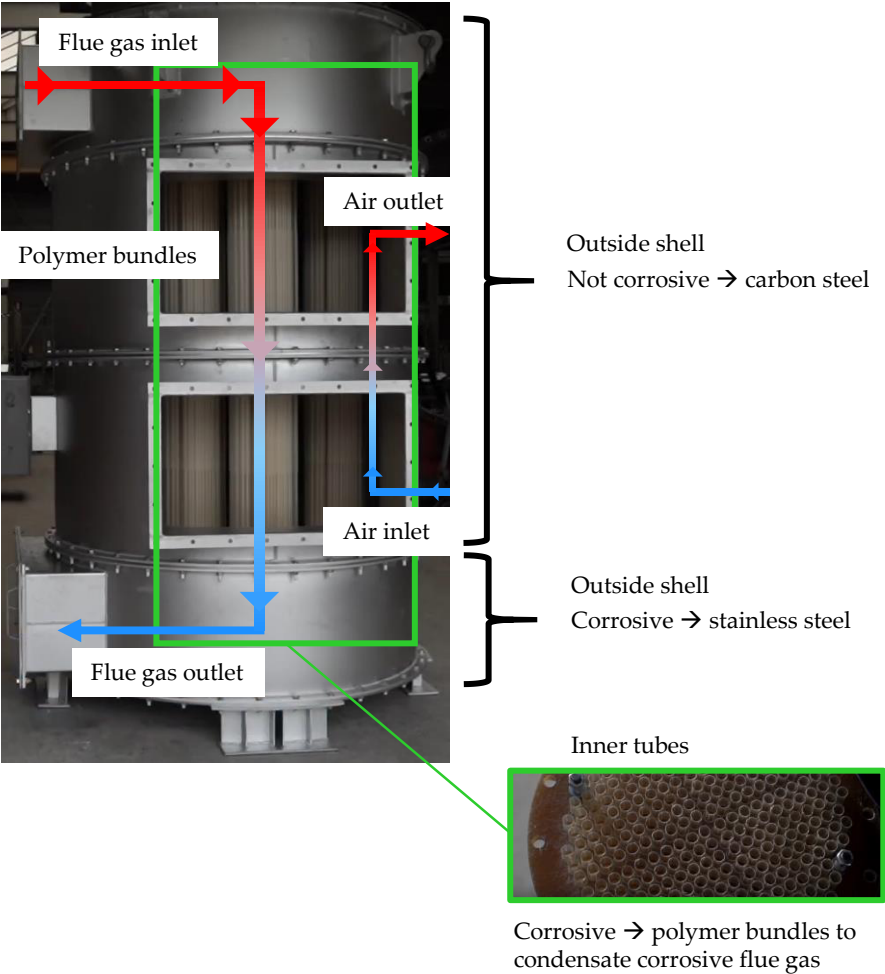 Flue gas inlet
Air outlet
Polymer bundles
Outside shell
Not corrosive → carbon steel
Air inlet
Outside shell
Corrosive → stainless steel
Flue gas outlet
Inner tubes
Corrosive → polymer bundles to
condensate corrosive flue gas